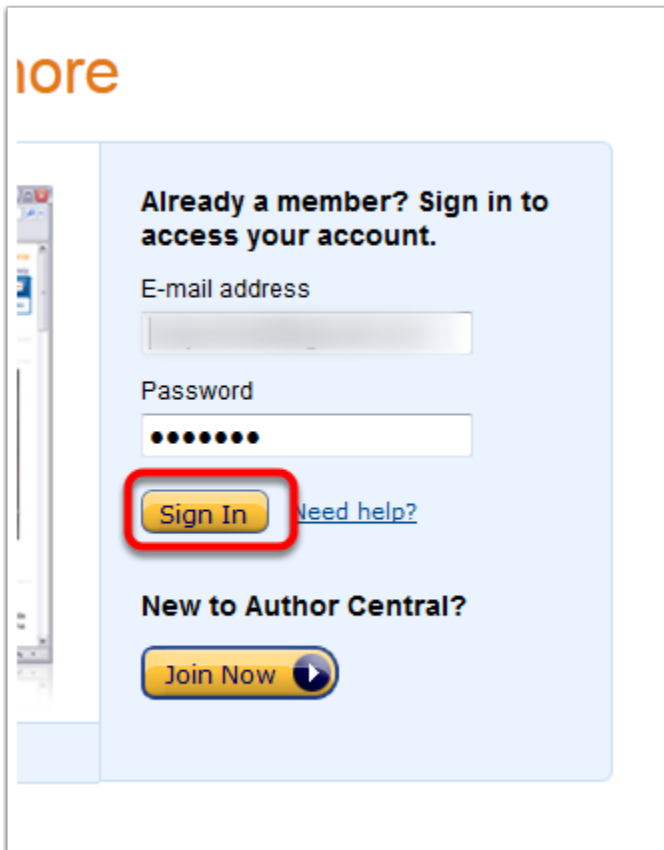 Already a member? Sign in to
access your account.
E-mail address
Password
•••••••
Sign In Need help?
New to Author Central?
Join Now